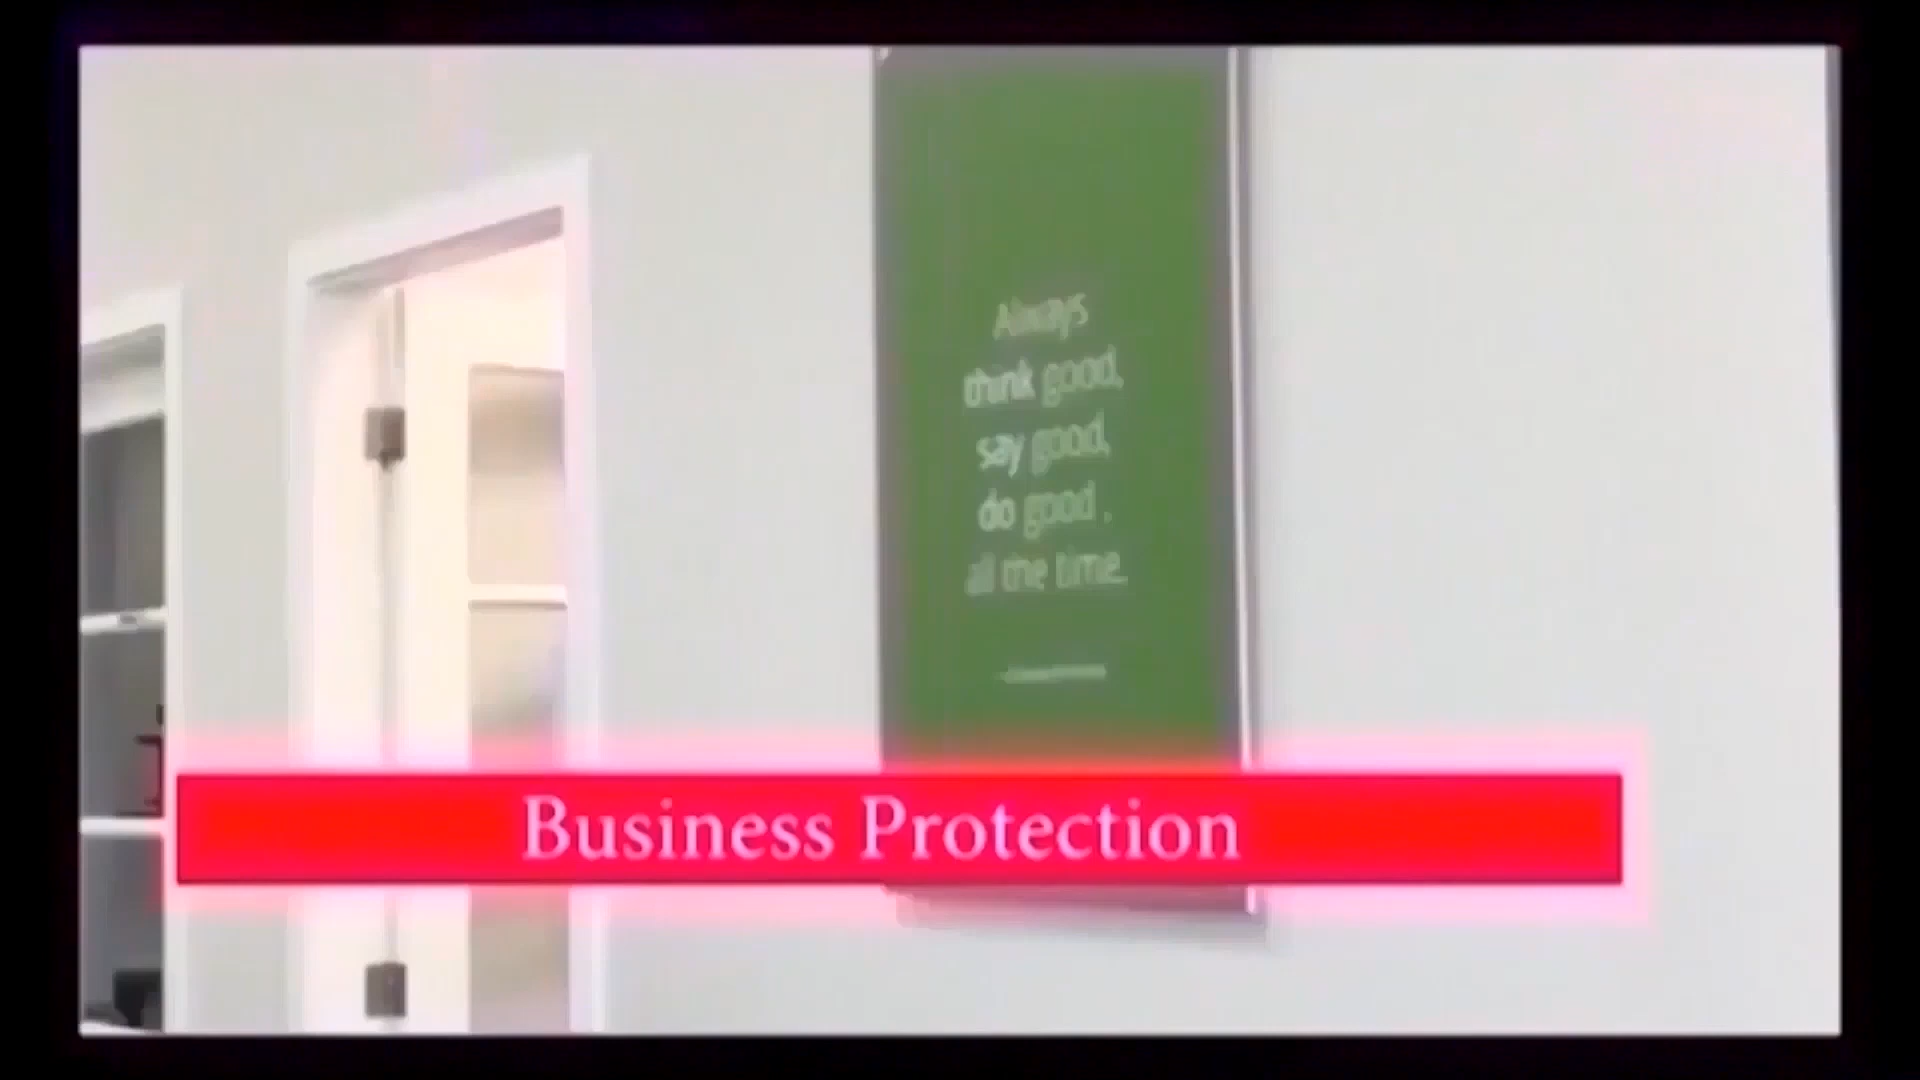 Always
think good,
say good,
do good .
all the time.
Business Protection